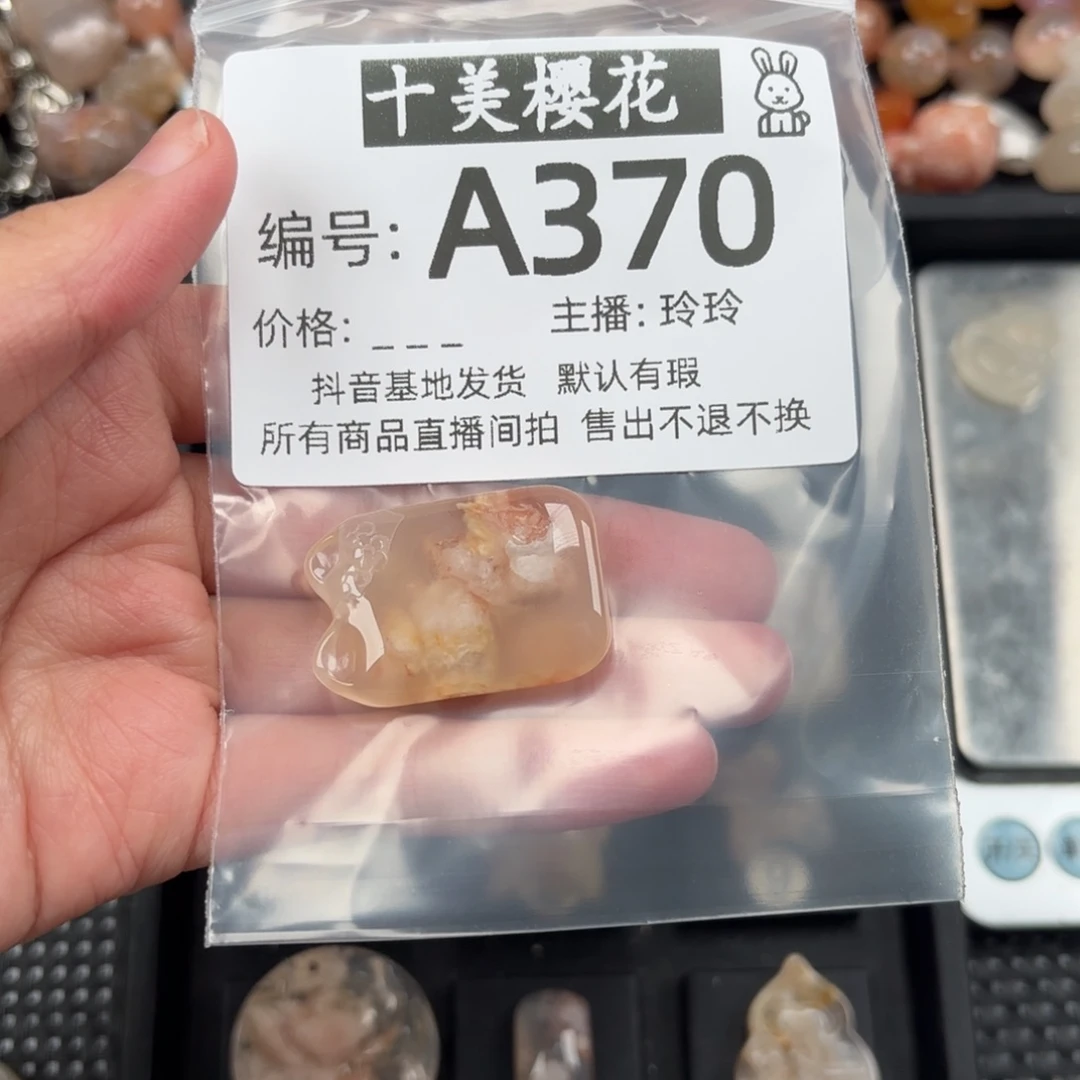 十美樱花
编号: A370
价格: _ _ _ 主播: 玲玲
抖音基地发货 默认有瑕
所有商品直播间拍 售出不退不换